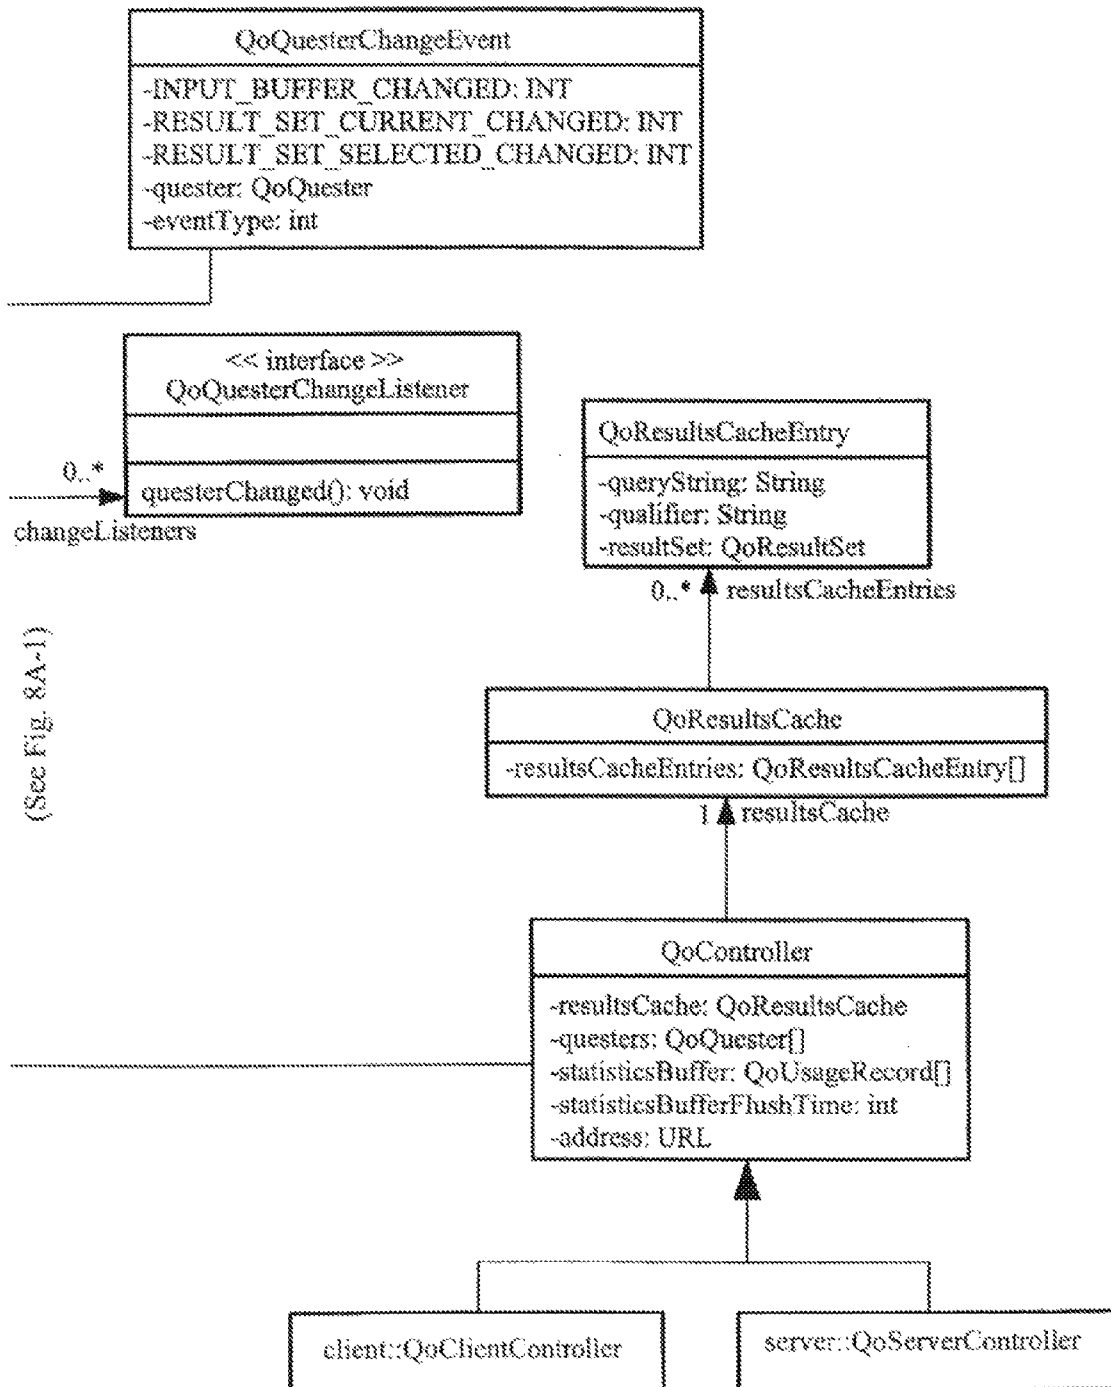 QoQuesterChangeEvent
-INPUT_BUFFER_CHANGED: INT
-RESULT_SET_CURRENT_CHANGED: INT
-RESULT_SET_SELECTED_CHANGED: INT
-quester: QoQuester
-eventType: int
<< interface >>
QoQuesterChangeListener
questerChanged(): void
0..*
changeListeners
QoResultsCacheEntry
-queryString: String
-qualifier: String
-resultSet: QoResultSet
0..* resultsCacheEntries
(See Fig. 8A-1)
QoResultsCache
-resultsCacheEntries: QoResultsCacheEntry[]
1 resultsCache
QoController
-resultsCache: QoResultsCache
-questers: QoQuester[]
-statisticsBuffer: QoUsageRecord[]
-statisticsBufferFlushTime: int
-address: URL
client::QoClientController
server::QoServerController